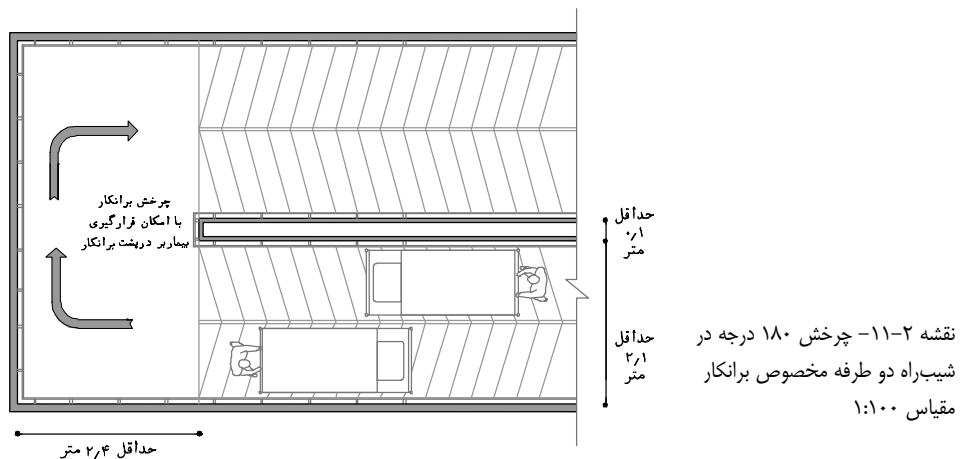 چرخش برانکار
با امکان قرارگیری
بیماربر درپشت برانکار
حداقل
۰٫۱
متر
حداقل
۲٫۱
متر
حداقل ۲٫۴ متر
نقشه ۲-۱۱- چرخش ۱۸۰ درجه در
شیب‌راه دو طرفه مخصوص برانکار
مقیاس ۱:۱۰۰